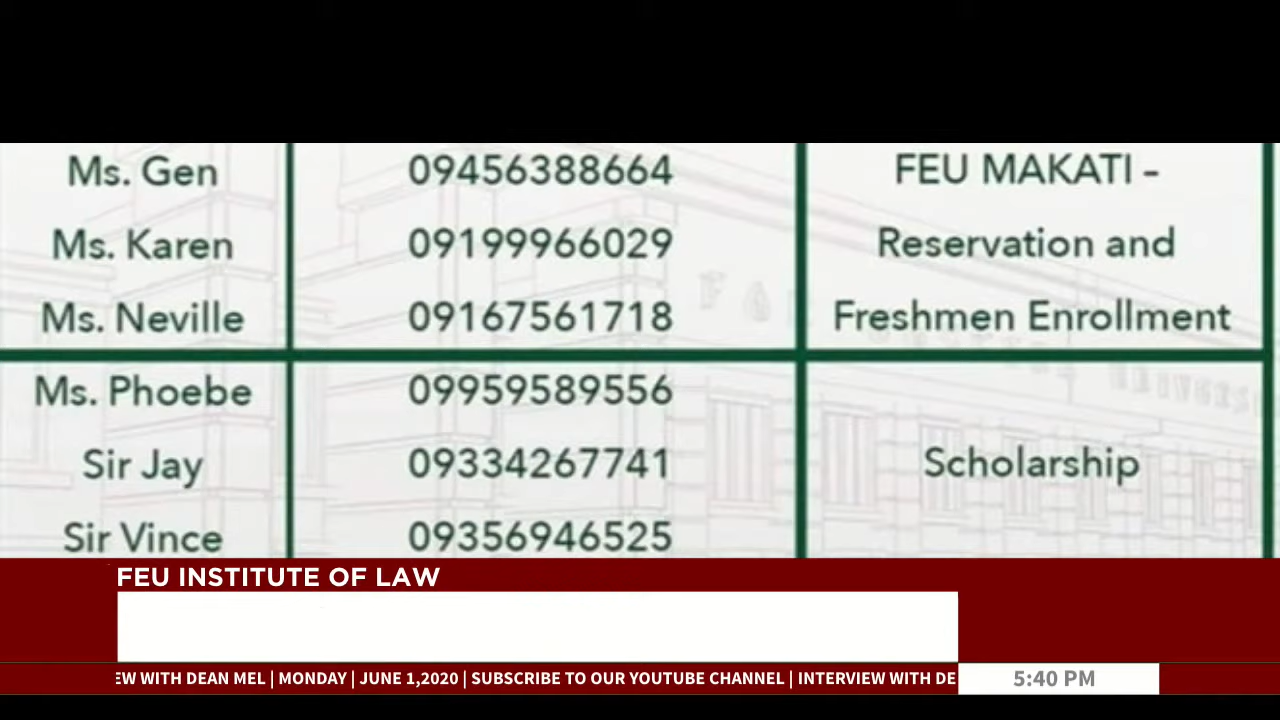 Ms. Gen 09456388664 FEU MAKATI –
Ms. Karen 09199966029 Reservation and
Ms. Neville 09167561718 Freshmen Enrollment
Ms. Phoebe 09959589556
Sir Jay 09334267741 Scholarship
Sir Vince 09356946525
FEU INSTITUTE OF LAW
EW WITH DEAN MEL | MONDAY | JUNE 1,2020 | SUBSCRIBE TO OUR YOUTUBE CHANNEL | INTERVIEW WITH DE
5:40 PM